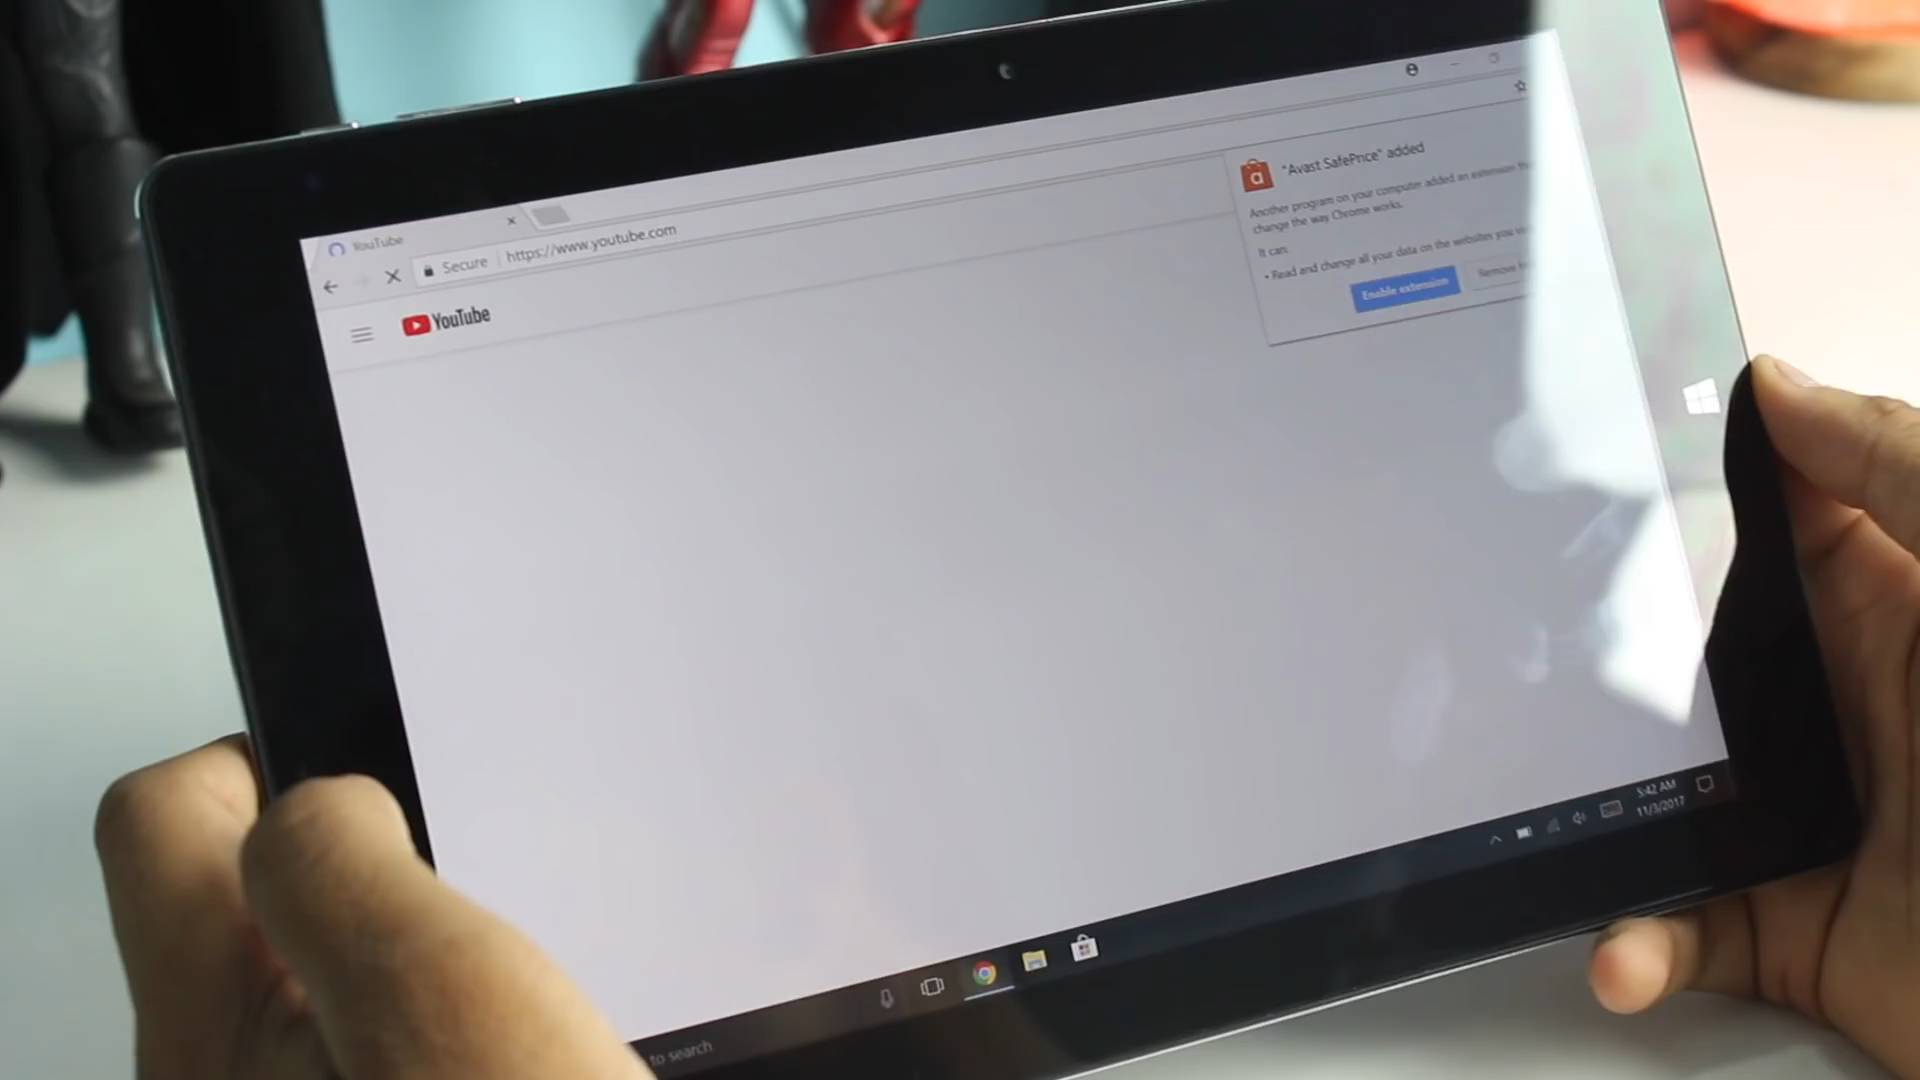 YouTube
Secure
https://www.youtube.com
YouTube
"Avast SafePrice" added
Another program on your computer added an extension
change the way Chrome works.
It can:
• Read and change all your data on the websites you
Enable extension
Remove
5:42 AM
11/3/2017
to search